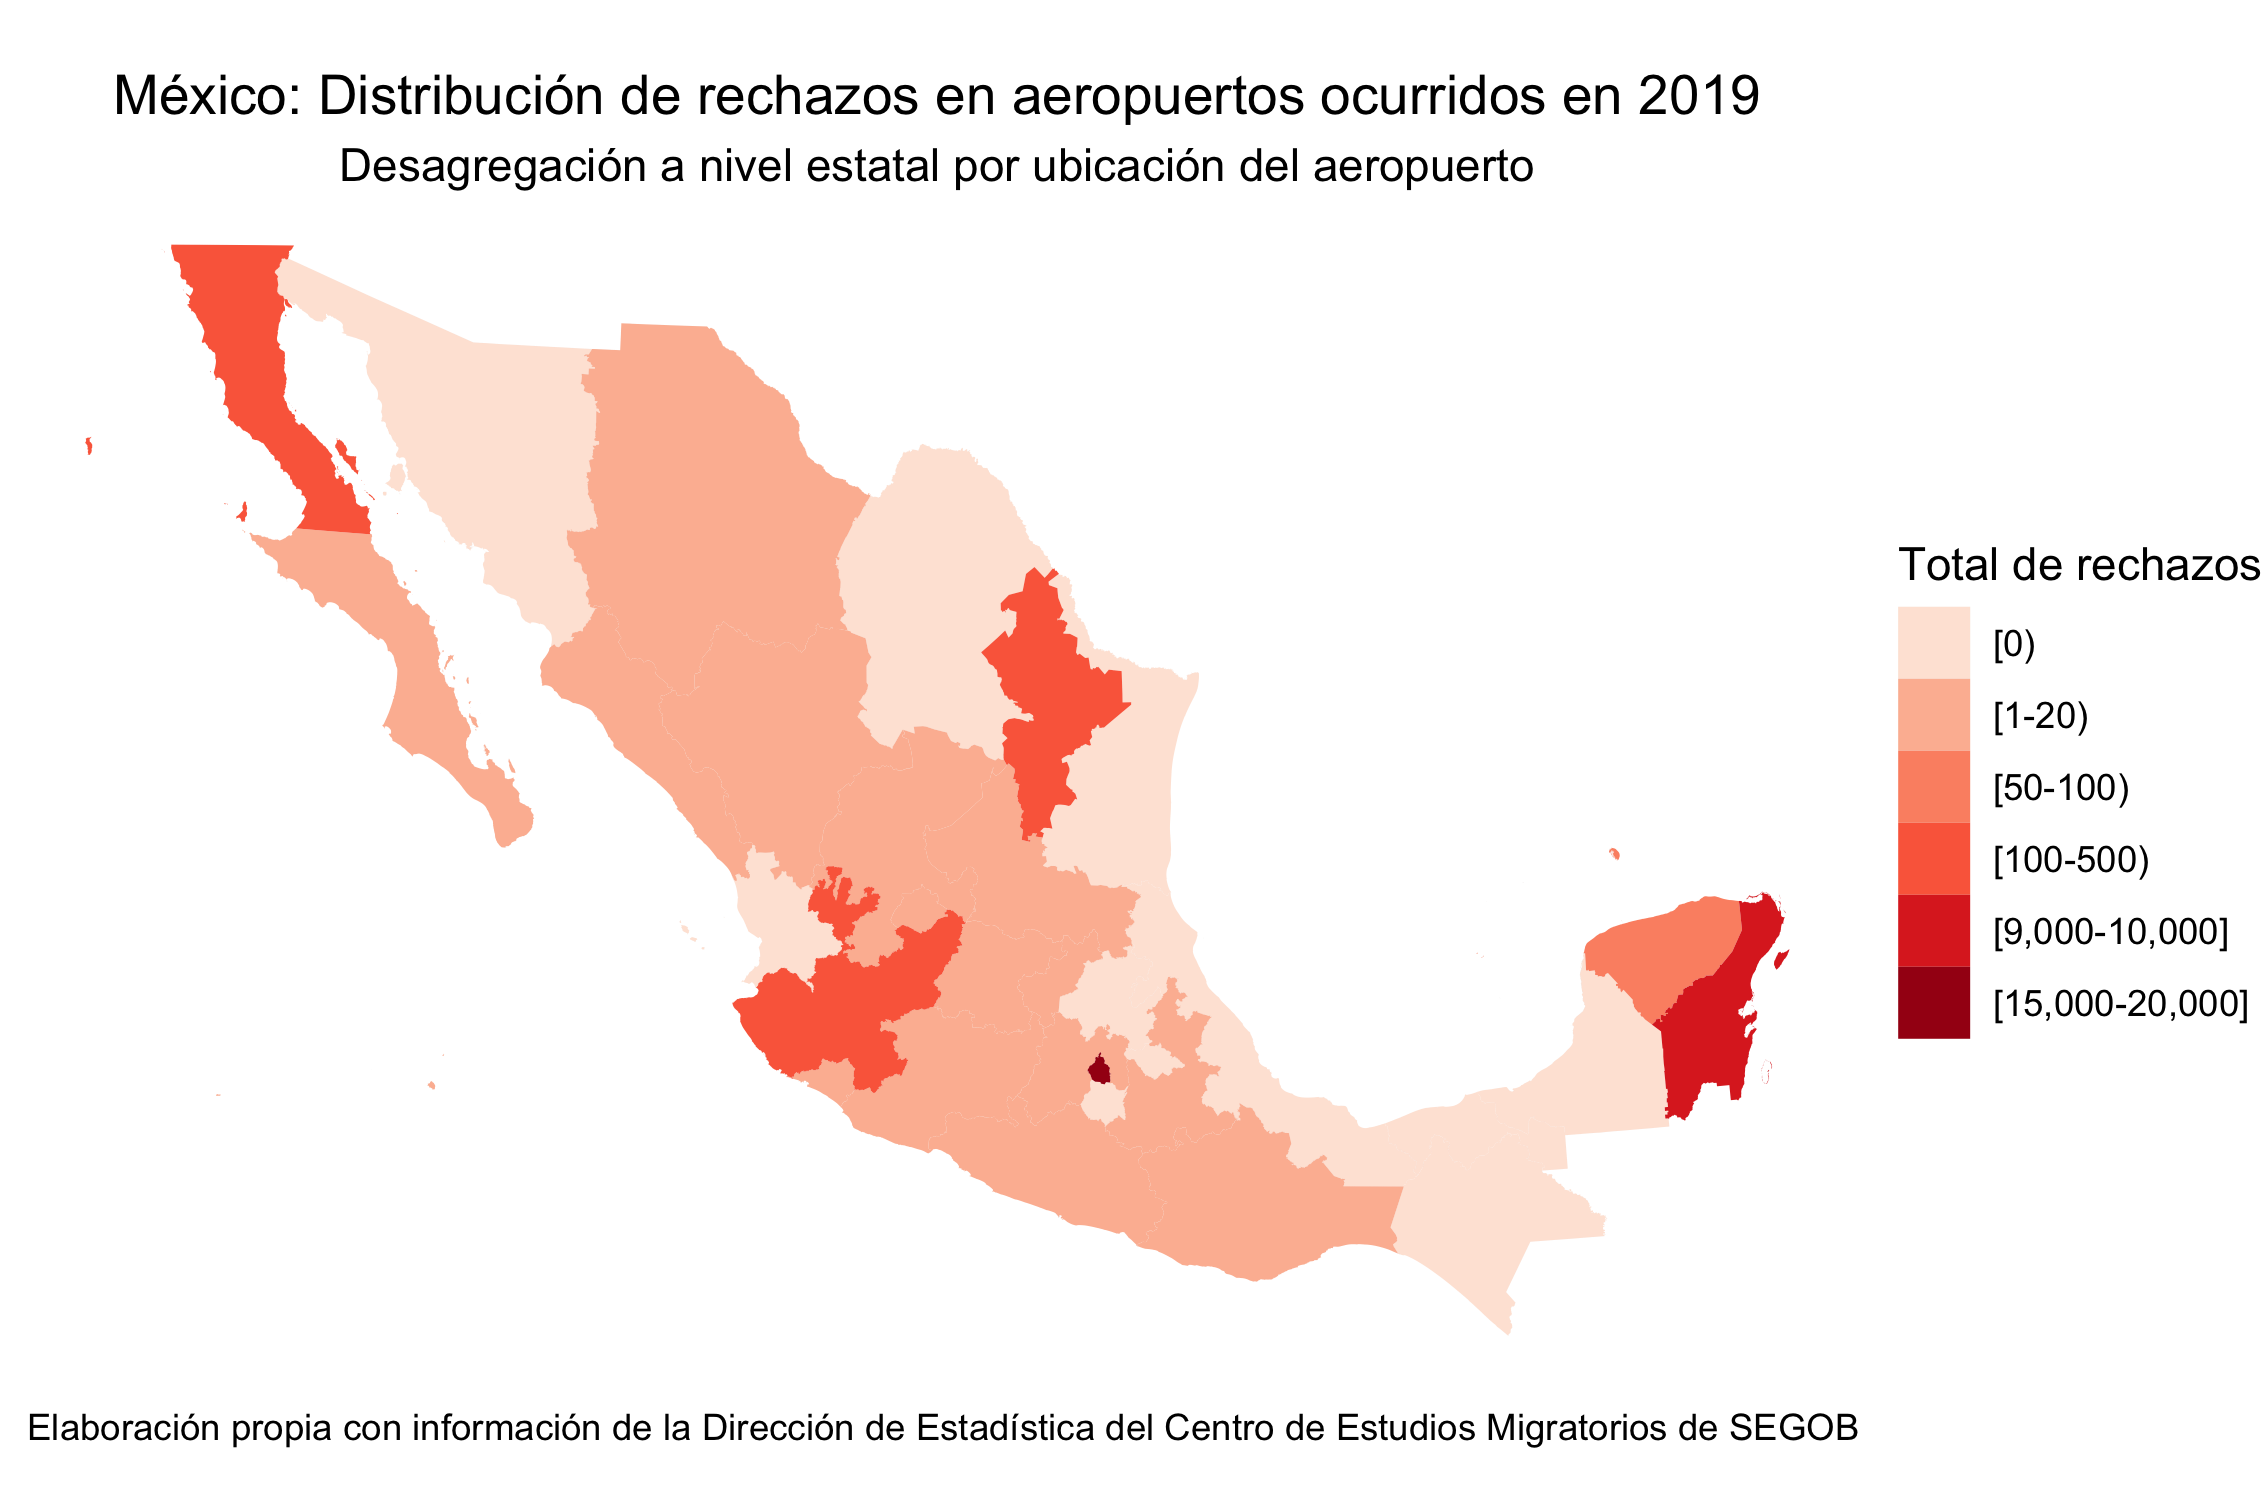 México: Distribución de rechazos en aeropuertos ocurridos en 2019
Desagregación a nivel estatal por ubicación del aeropuerto
Total de rechazos
[0)
[1-20)
[50-100)
[100-500)
[9,000-10,000]
[15,000-20,000]
Elaboración propia con información de la Dirección de Estadística del Centro de Estudios Migratorios de SEGOB